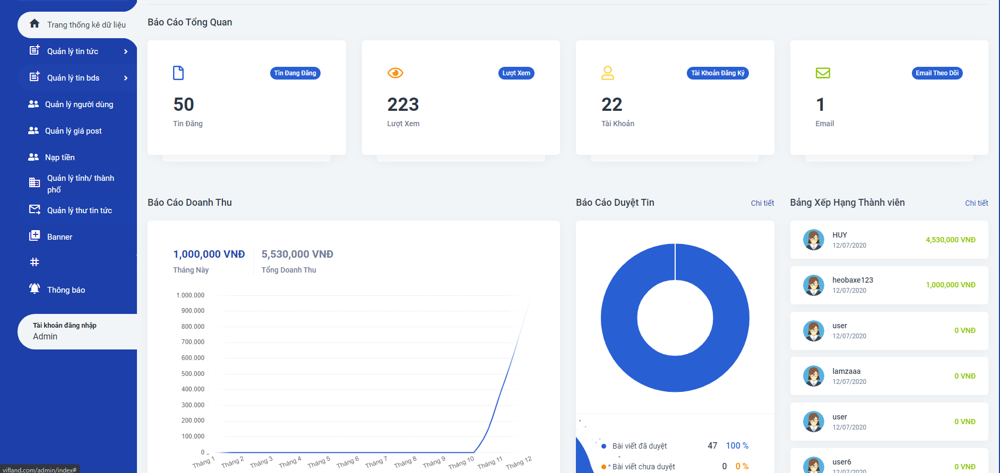 Trang thống kê dữ liệu
Quản lý tin tức
Quản lý tin bds
Quản lý người dùng
Quản lý giá post
Nạp tiền
Quản lý tỉnh/ thành
phố
Quản lý thư tin tức
Banner
Thông báo
Tài khoản đăng nhập
Admin
vifland.com/admin/index#
Báo Cáo Tổng Quan
Tin Đang Đăng
50
Tin Đăng
Lượt Xem
223
Lượt Xem
Tài Khoản Đăng Ký
22
Tài Khoản
Email Theo Dõi
1
Email
Báo Cáo Doanh Thu
1,000,000 VNĐ
Tháng Này
5,530,000 VNĐ
Tổng Doanh Thu
1.000.000
900.000
800.000
700.000
600.000
500.000
400.000
300.000
200.000
100.000
0
Tháng 1
Tháng 2
Tháng 3
Tháng 4
Tháng 5
Tháng 6
Tháng 7
Tháng 8
Tháng 9
Tháng 10
Tháng 11
Tháng 12
Báo Cáo Duyệt Tin
Chi tiết
Bài viết đã duyệt 47 100 %
Bài viết chưa duyệt 0 0 %
Bảng Xếp Hạng Thành viên
Chi tiết
HUY
12/07/2020
4,530,000 VNĐ
heobaxe123
12/07/2020
1,000,000 VNĐ
user
12/07/2020
0 VNĐ
lamzaaa
12/07/2020
0 VNĐ
user
12/07/2020
0 VNĐ
user6
12/07/2020
0 VNĐ